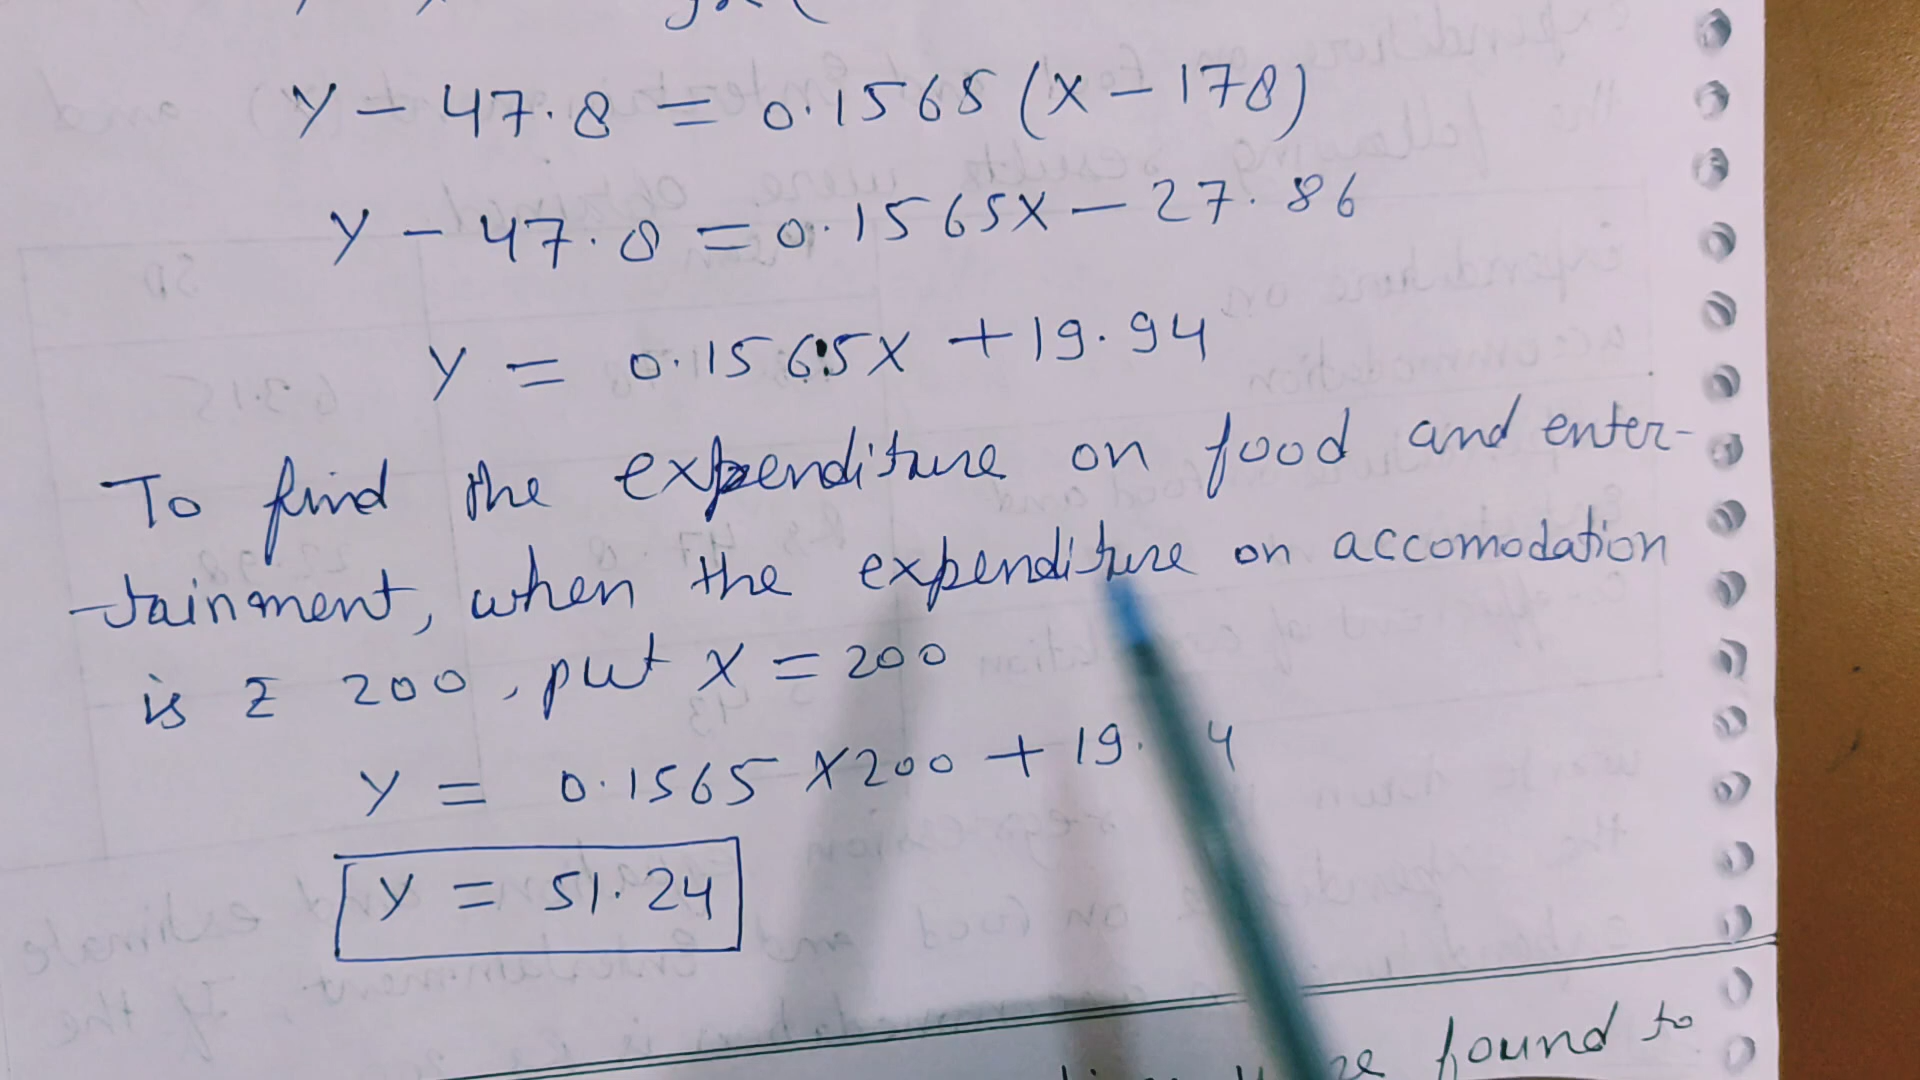 Y - 47.8 = 0.1565 (X - 178)
Y - 47.8 = 0.1565X - 27.86
Y = 0.1565X + 19.94
To find the expenditure on food and enter-
tainment, when the expenditure on accomodation
is ₹ 200, put X = 200
Y = 0.1565 X 200 + 19. 4
Y = 51.24
found to